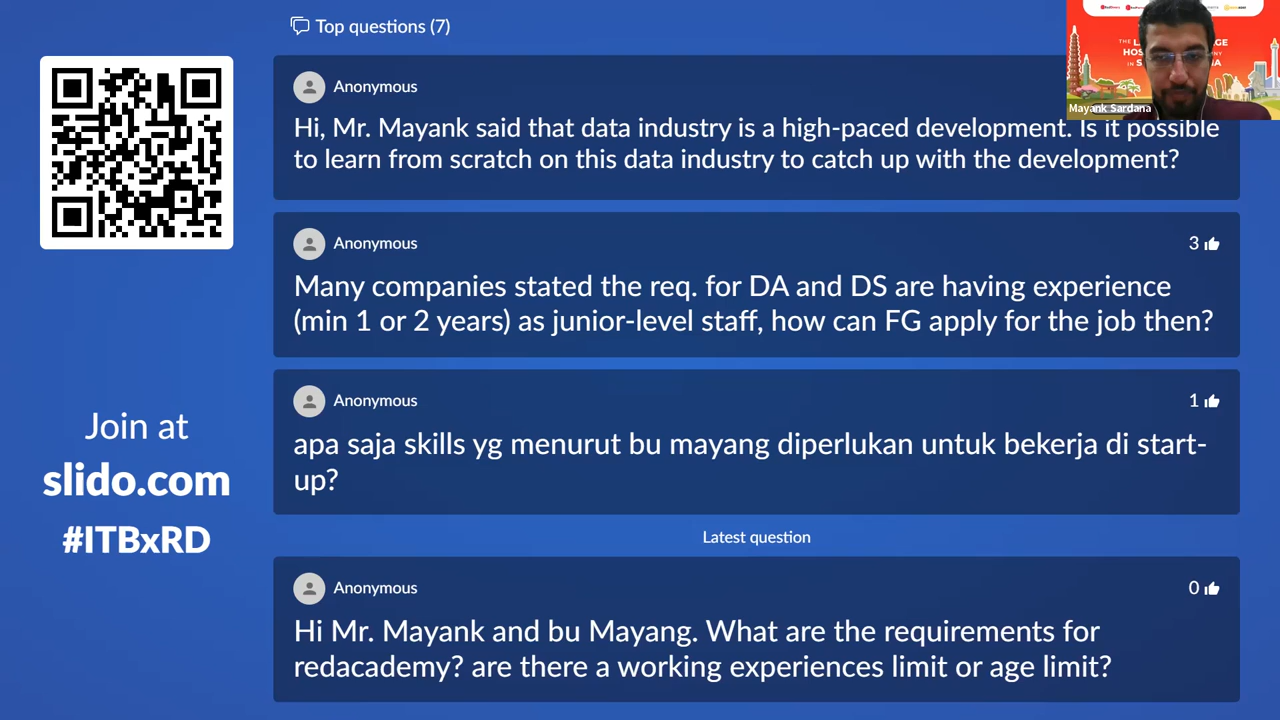 Top questions (7)
Anonymous
Hi, Mr. Mayank said that data industry is a high-paced development. Is it possible
to learn from scratch on this data industry to catch up with the development?
Anonymous
3
Many companies stated the req. for DA and DS are having experience
(min 1 or 2 years) as junior-level staff, how can FG apply for the job then?
Anonymous
1
apa saja skills yg menurut bu mayang diperlukan untuk bekerja di start-
up?
Latest question
Anonymous
0
Hi Mr. Mayank and bu Mayang. What are the requirements for
redacademy? are there a working experiences limit or age limit?
Join at
slido.com
#ITBxRD
THE
HOS
IN
Mayank Sardana